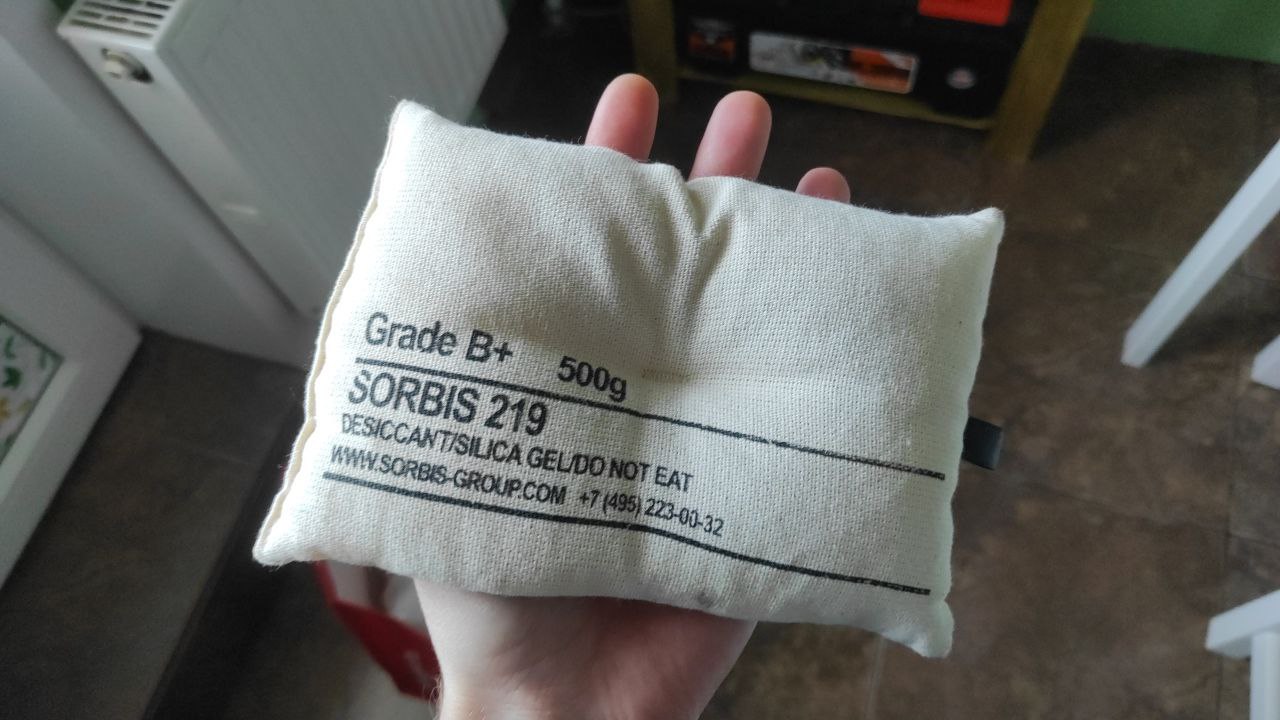 Grade B+ 500g
SORBIS 219
DESICCANT/SILICA GEL/DO NOT EAT
WWW.SORBIS-GROUP.COM +7 (495) 223-00-32